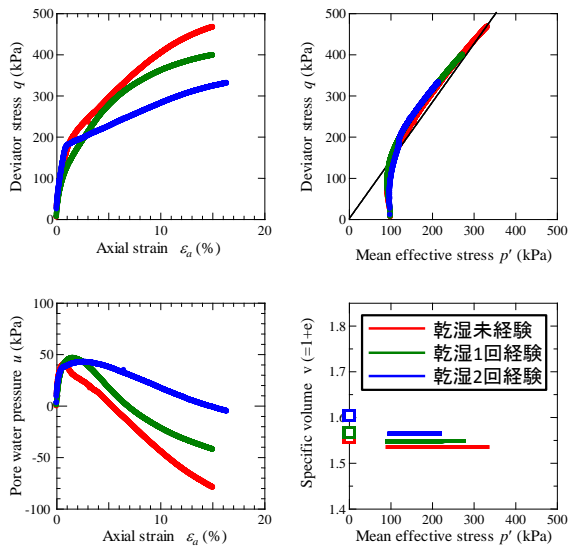 500
400
300
200
100
0
Deviator stress q (kPa)
0 10 20
Axial strain εa (%)
500
400
300
200
100
0
Deviator stress q (kPa)
0 100 200 300 400 500
Mean effective stress p′ (kPa)
100
50
0
-50
-100
Pore water pressure u (kPa)
0 10 20
Axial strain εa (%)
1.8
1.7
1.6
1.5
1.4
Specific volume v (=1+e)
乾湿未経験
乾湿1回経験
乾湿2回経験
0 100 200 300 400 500
Mean effective stress p′ (kPa)